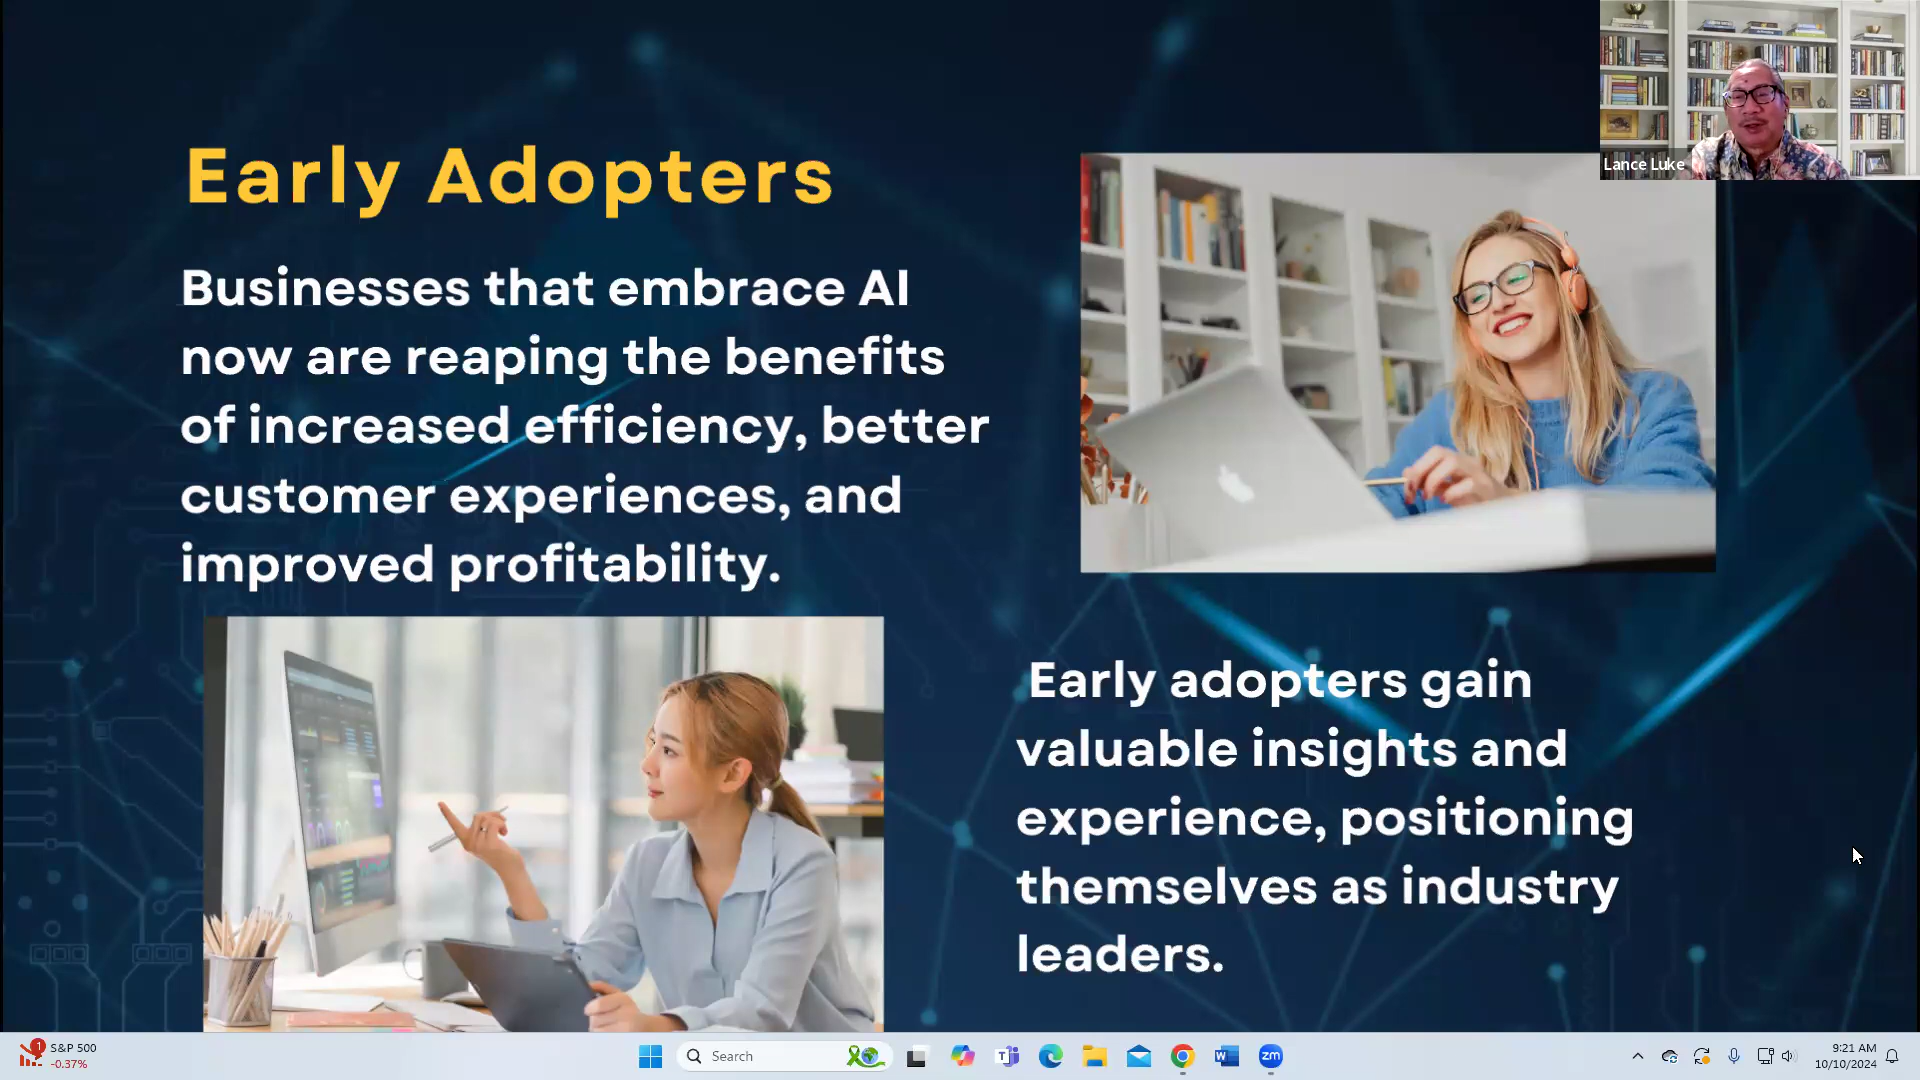 Lance Luke
Early Adopters
Businesses that embrace AI
now are reaping the benefits
of increased efficiency, better
customer experiences, and
improved profitability.
Early adopters gain
valuable insights and
experience, positioning
themselves as industry
leaders.
1
S&P 500
-0.37%
Search
T
W
zm
9:21 AM
10/10/2024